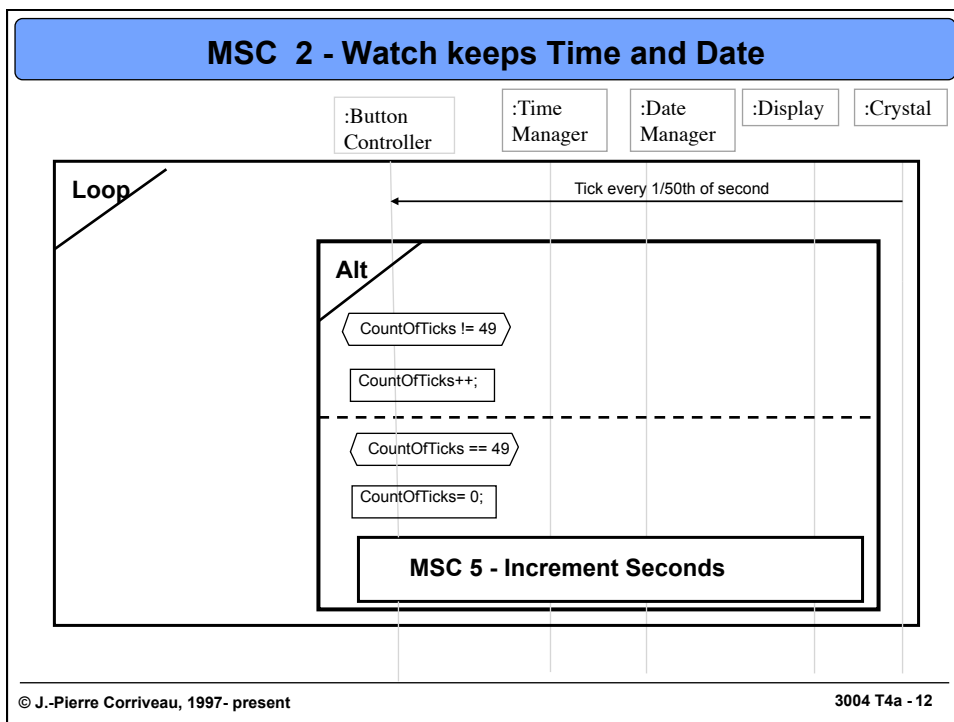 MSC 2 - Watch keeps Time and Date
:Button
Controller
:Time
Manager
:Date
Manager
:Display
:Crystal
Loop
Tick every 1/50th of second
Alt
CountOfTicks != 49
CountOfTicks++;
CountOfTicks == 49
CountOfTicks= 0;
MSC 5 - Increment Seconds
© J.-Pierre Corriveau, 1997- present
3004 T4a - 12